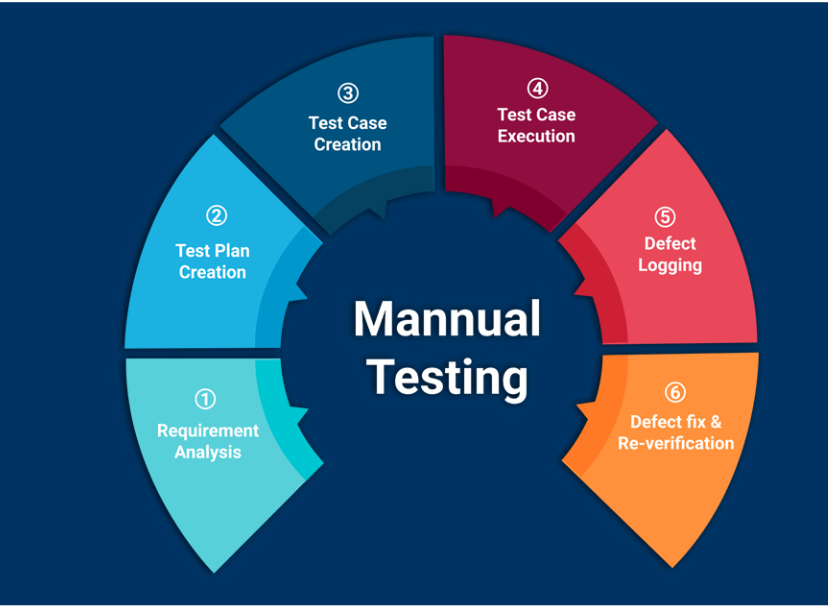 ①
Requirement
Analysis
②
Test Plan
Creation
③
Test Case
Creation
④
Test Case
Execution
⑤
Defect
Logging
⑥
Defect fix &
Re-verification
Mannual
Testing